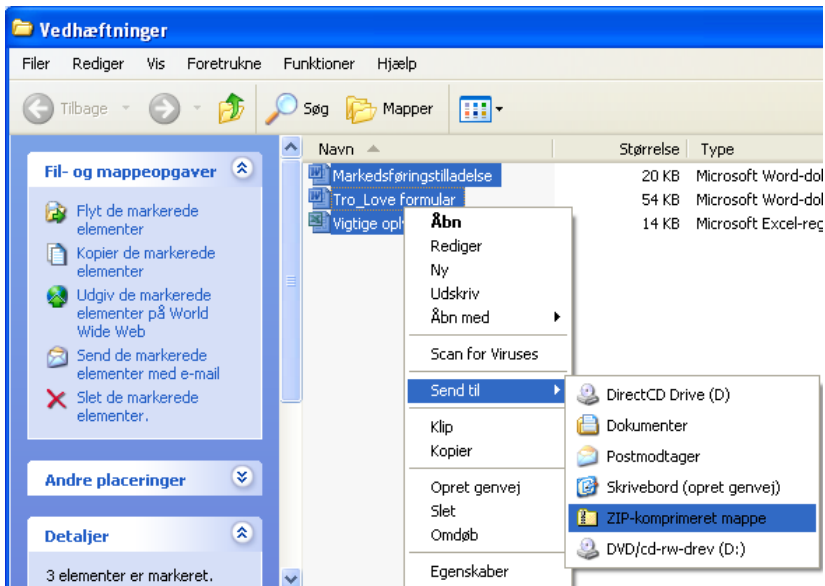 Vedhæftninger
Filer Rediger Vis Foretrukne Funktioner Hjælp
Tilbage Søg Mapper
Fil- og mappeopgaver
Flyt de markerede
elementer
Kopier de markerede
elementer
Udgiv de markerede
elementer på World
Wide Web
Send de markerede
elementer med e-mail
Slet de markerede
elementer.
Andre placeringer
Detaljer
3 elementer er markeret.
Navn Størrelse Type
Markedsføringstilladelse 20 KB Microsoft Word-dol
Tro_Love formular 54 KB Microsoft Word-dol
Vigtige opl 14 KB Microsoft Excel-reg
Åbn
Rediger
Ny
Udskriv
Åbn med
Scan for Viruses
Send til
Klip
Kopier
Opret genvej
Slet
Omdøb
Egenskaber
DirectCD Drive (D)
Dokumenter
Postmodtager
Skrivebord (opret genvej)
ZIP-komprimeret mappe
DVD/cd-rw-drev (D:)